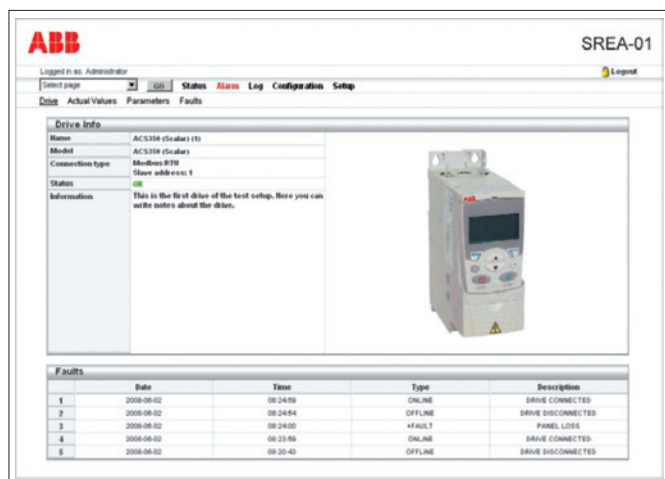 ABB
SREA-01
Logged in as: Administrator
Logout
Select page GO Status Alarm Log Configuration Setup
Drive Actual Values Parameters Faults
Drive Info
Name ACS350 (Scalar) (1)
Model ACS350 (Scalar)
Connection type Modbus RTU
Slave address: 1
Status OK
Information This is the first drive of the test setup. Here you can
write notes about the drive.
ABB
Faults
Date Time Type Description
1 2008-06-02 08:24:59 ONLINE DRIVE CONNECTED
2 2008-06-02 08:24:54 OFFLINE DRIVE DISCONNECTED
3 2008-06-02 08:24:00 +FAULT PANEL LOSS
4 2008-06-02 08:23:59 ONLINE DRIVE CONNECTED
5 2008-06-02 08:20:43 OFFLINE DRIVE DISCONNECTED